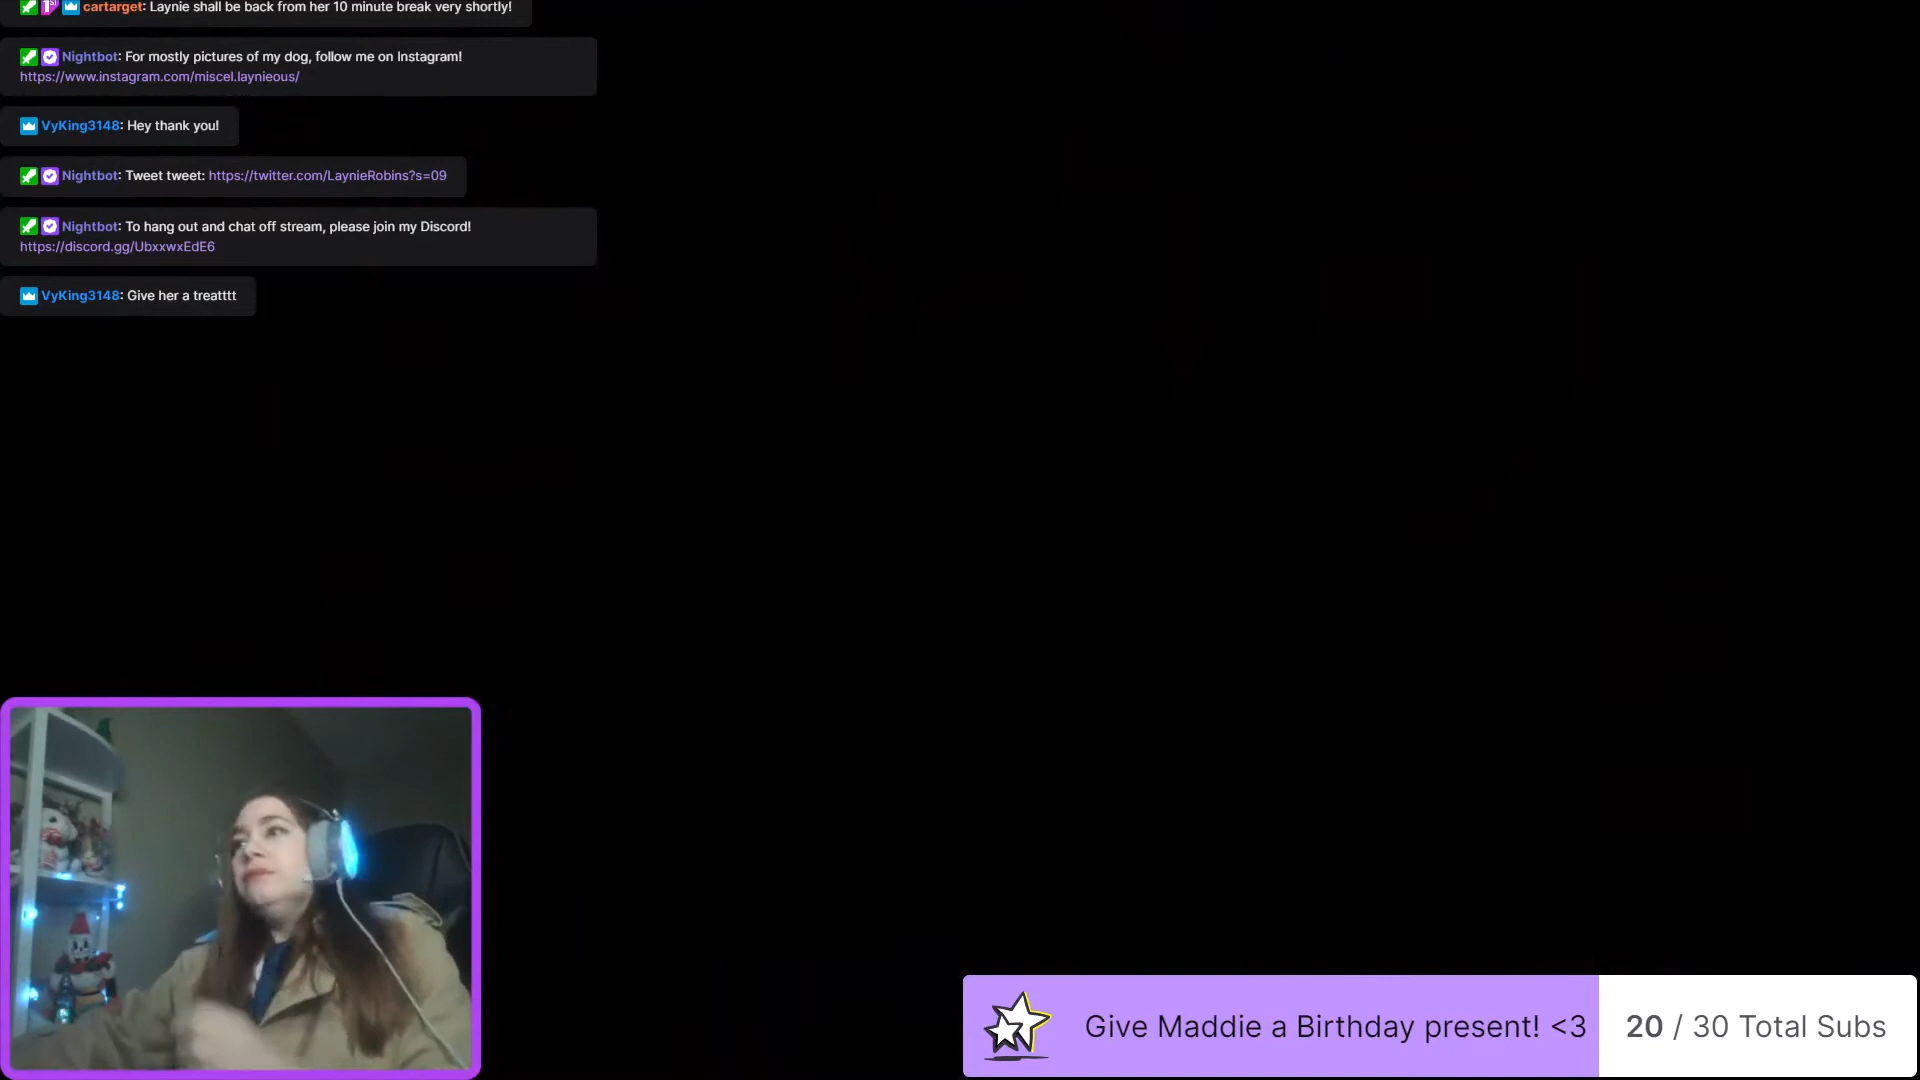 cartarget: Laynie shall be back from her 10 minute break very shortly!
Nightbot: For mostly pictures of my dog, follow me on Instagram!
https://www.instagram.com/miscel.laynieous/
VyKing3148: Hey thank you!
Nightbot: Tweet tweet: https://twitter.com/LaynieRobins?s=09
Nightbot: To hang out and chat off stream, please join my Discord!
https://discord.gg/UbxxwxEdE6
VyKing3148: Give her a treatttt
Give Maddie a Birthday present! <3 20 / 30 Total Subs